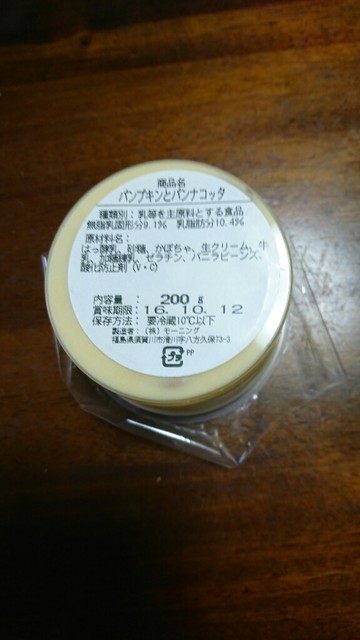 商品名
パンプキンとパンナコッタ
種類別：乳等を主原料とする食品
無脂乳固形分9.1% 乳脂肪分10.4%
原材料名：
はっ酵乳、砂糖、かぼちゃ、生クリーム、牛
乳、加糖練乳、ゼラチン、バニラビーンズ、
酸化防止剤（V・C）
内容量 ： 200g
賞味期限：16.10.12
保存方法：要冷蔵10℃以下
製造者：（株）モーニング
福島県須賀川市滑川字八方久保73-3
PP